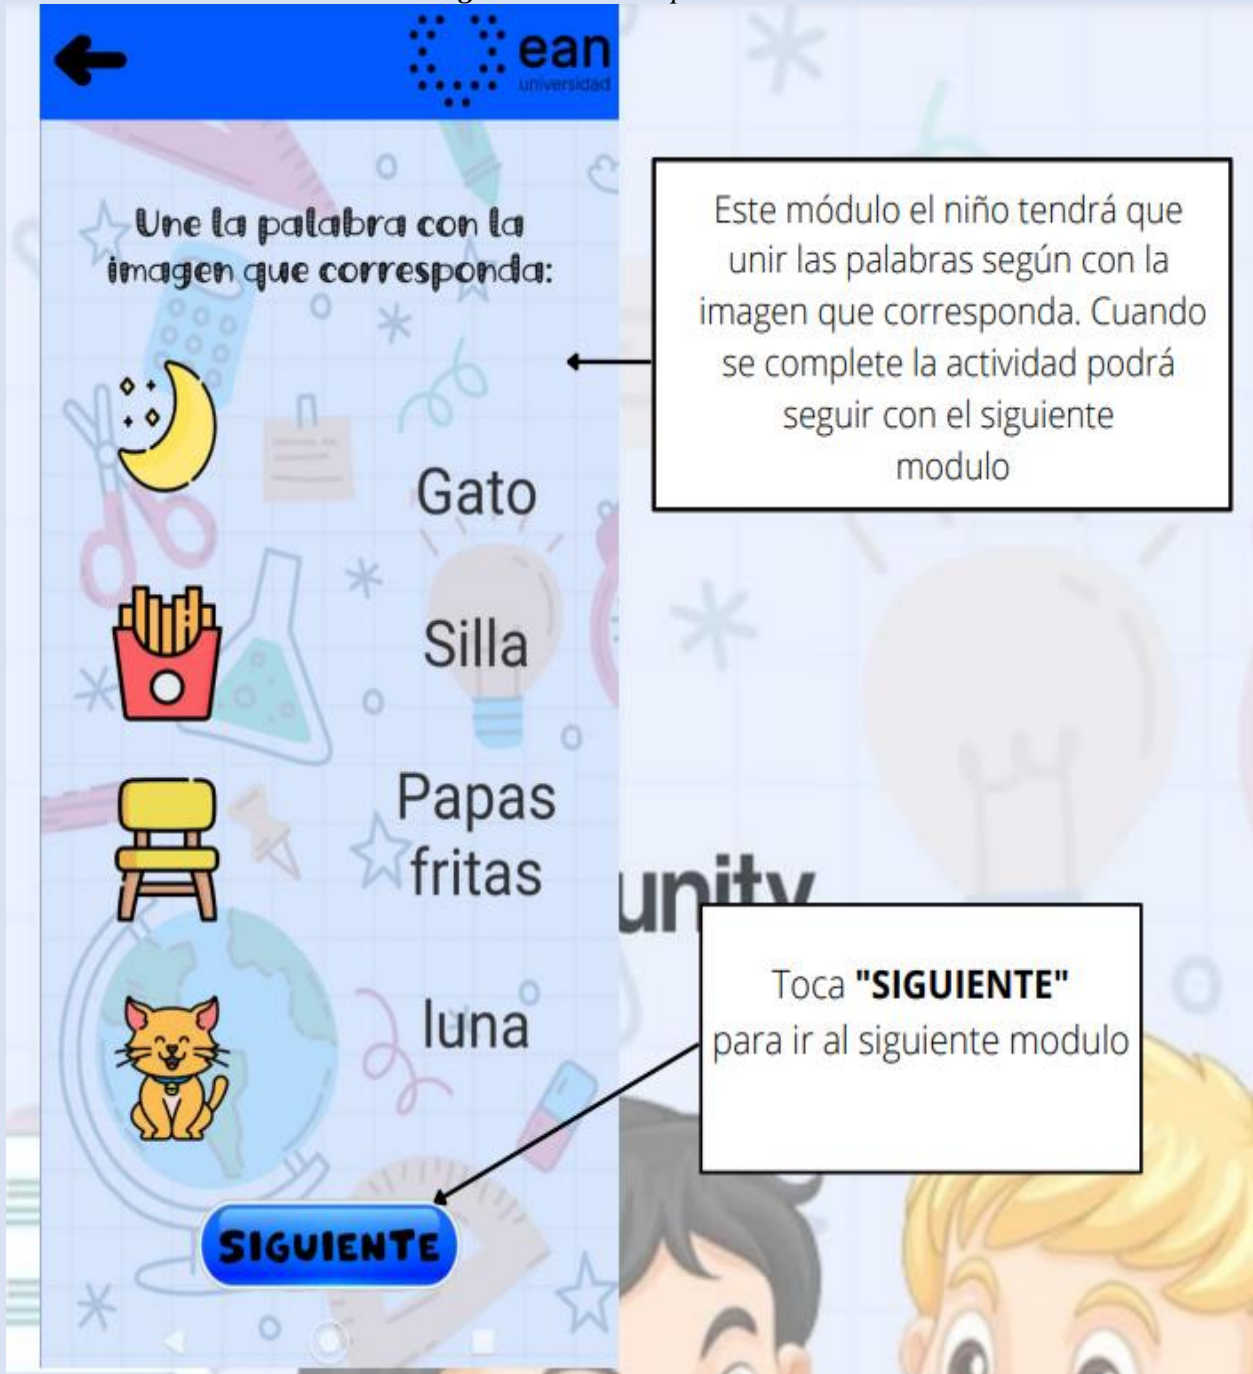 ean
universidad
Une la palabra con la
imagen que corresponda:
Gato
Silla
Papas
fritas
luna
SIGUIENTE
Este módulo el niño tendrá que
unir las palabras según con la
imagen que corresponda. Cuando
se complete la actividad podrá
seguir con el siguiente
modulo
unity
Toca "SIGUIENTE"
para ir al siguiente modulo